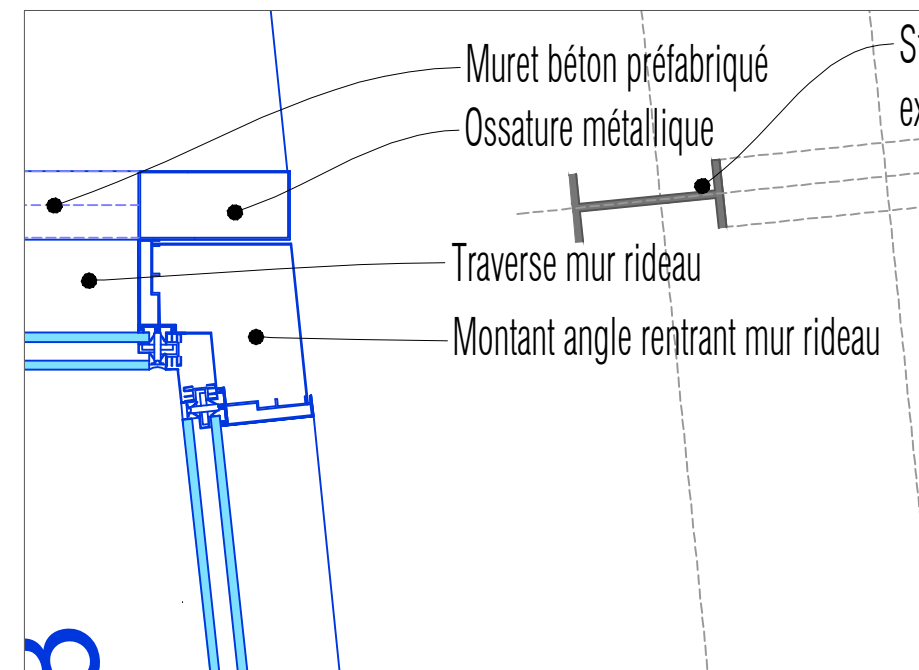 Muret béton préfabriqué
Ossature métallique
Traverse mur rideau
Montant angle rentrant mur rideau